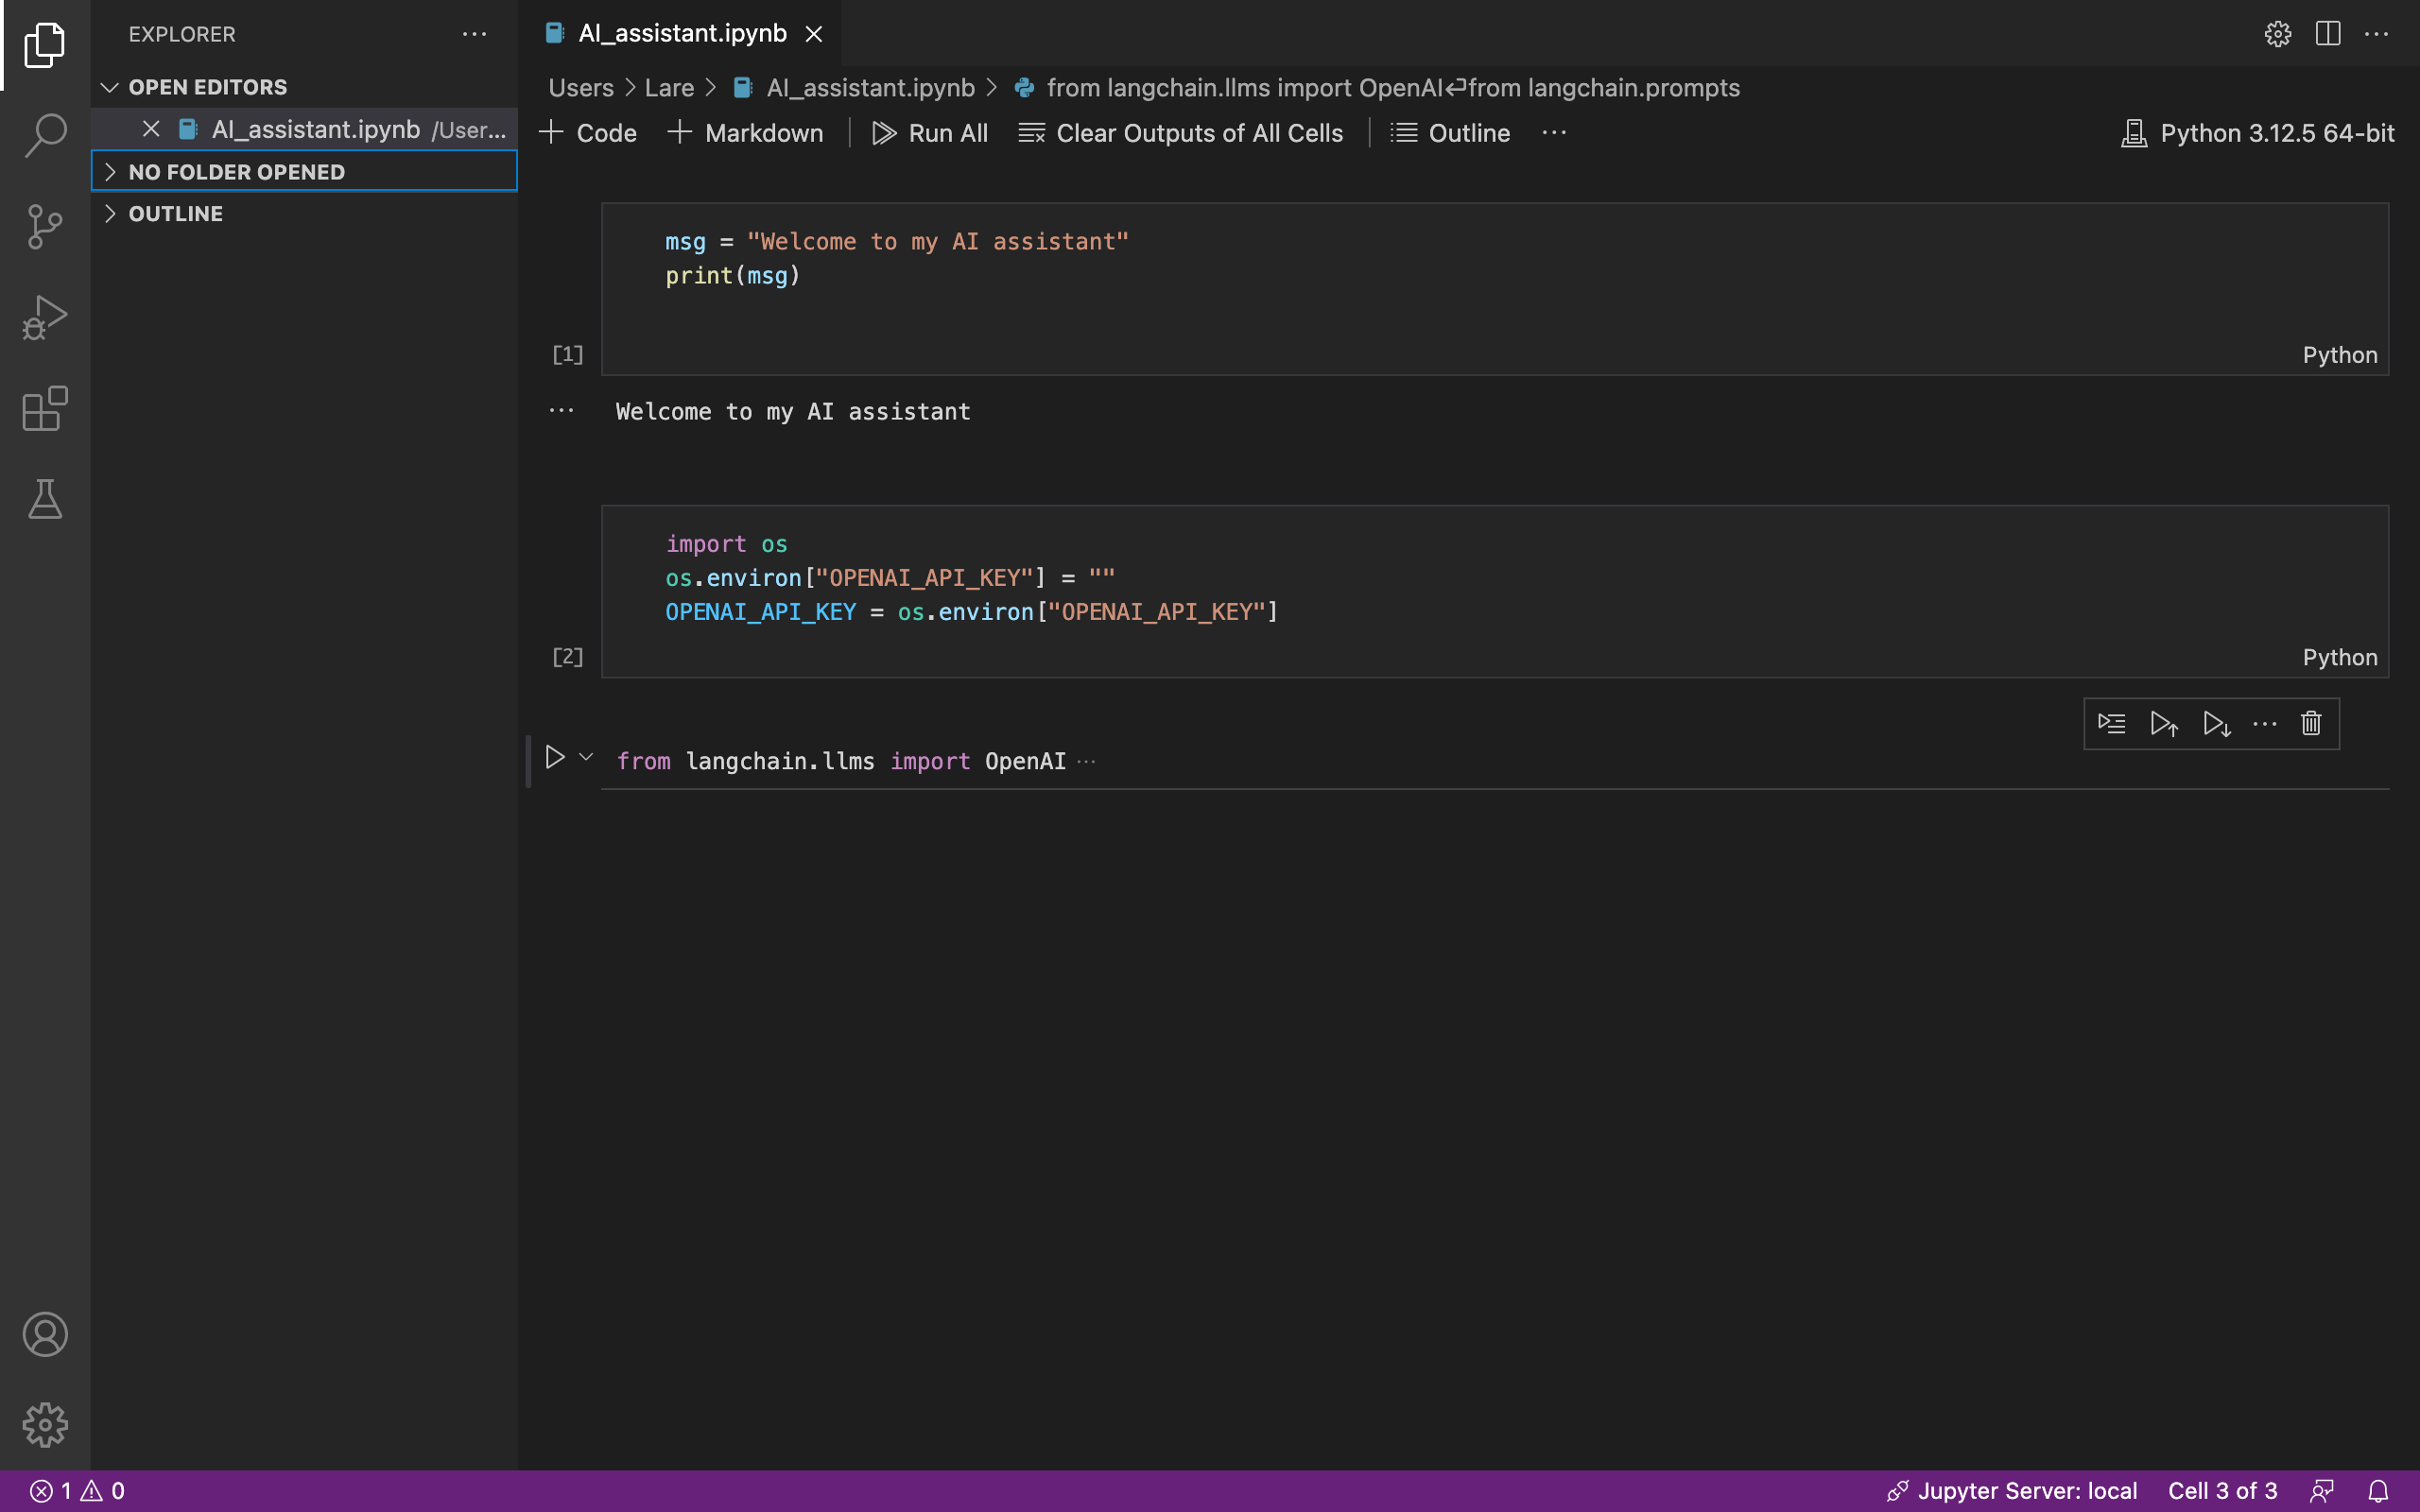 EXPLORER
OPEN EDITORS
AI_assistant.ipynb /User...
NO FOLDER OPENED
OUTLINE
AI_assistant.ipynb
Users > Lare > AI_assistant.ipynb > from langchain.llms import OpenAI↵from langchain.prompts
+ Code + Markdown Run All Clear Outputs of All Cells Outline ... Python 3.12.5 64-bit
msg = "Welcome to my AI assistant"
print(msg)
[1] Python
... Welcome to my AI assistant
import os
os.environ["OPENAI_API_KEY"] = ""
OPENAI_API_KEY = os.environ["OPENAI_API_KEY"]
[2] Python
from langchain.llms import OpenAI ...
1 0 Jupyter Server: local Cell 3 of 3